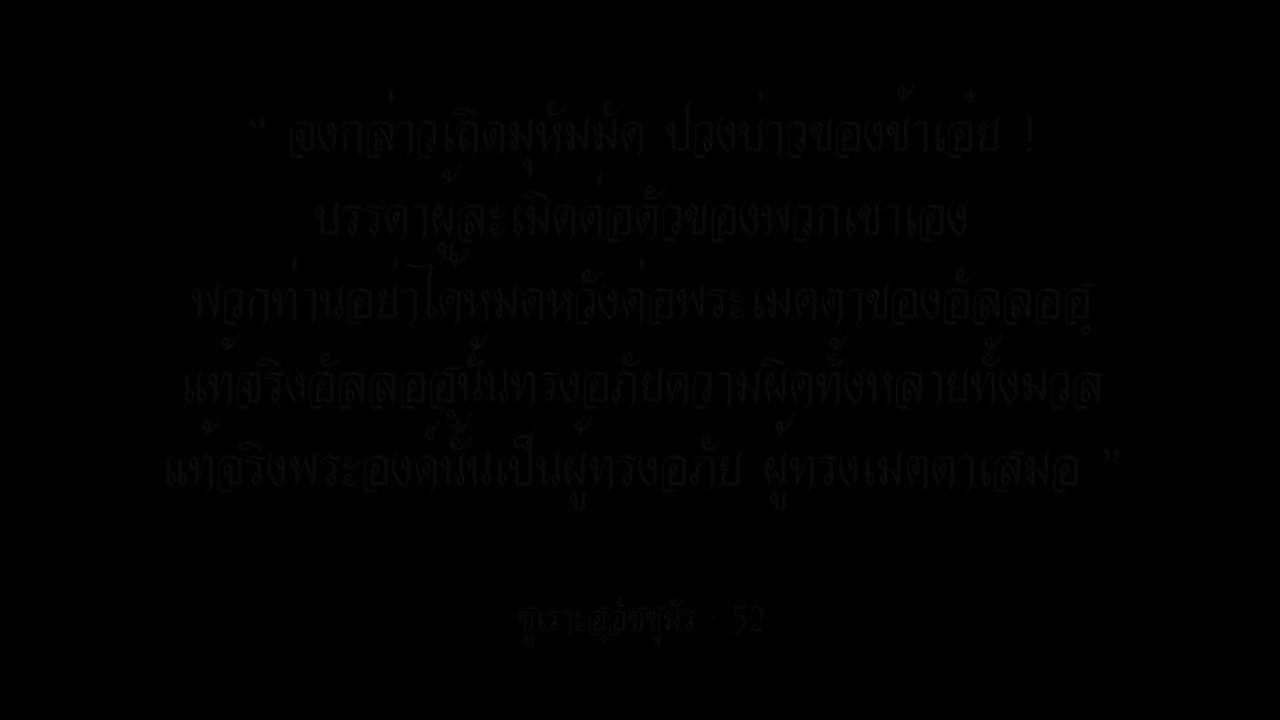 “ จงกล่าวเถิดมุหัมมัด ปวงบ่าวของข้าเอ๋ย !
บรรดาผู้ละเมิดต่อตัวของพวกเขาเอง
พวกท่านอย่าได้หมดหวังต่อพระเมตตาของอัลลอฮฺ
แท้จริงอัลลอฮฺนั้นทรงอภัยความผิดทั้งหลายทั้งมวล
แท้จริงพระองค์นั้นเป็นผู้ทรงอภัย ผู้ทรงเมตตาเสมอ ”
ซูเราะฮฺอัซซุมัร : 52